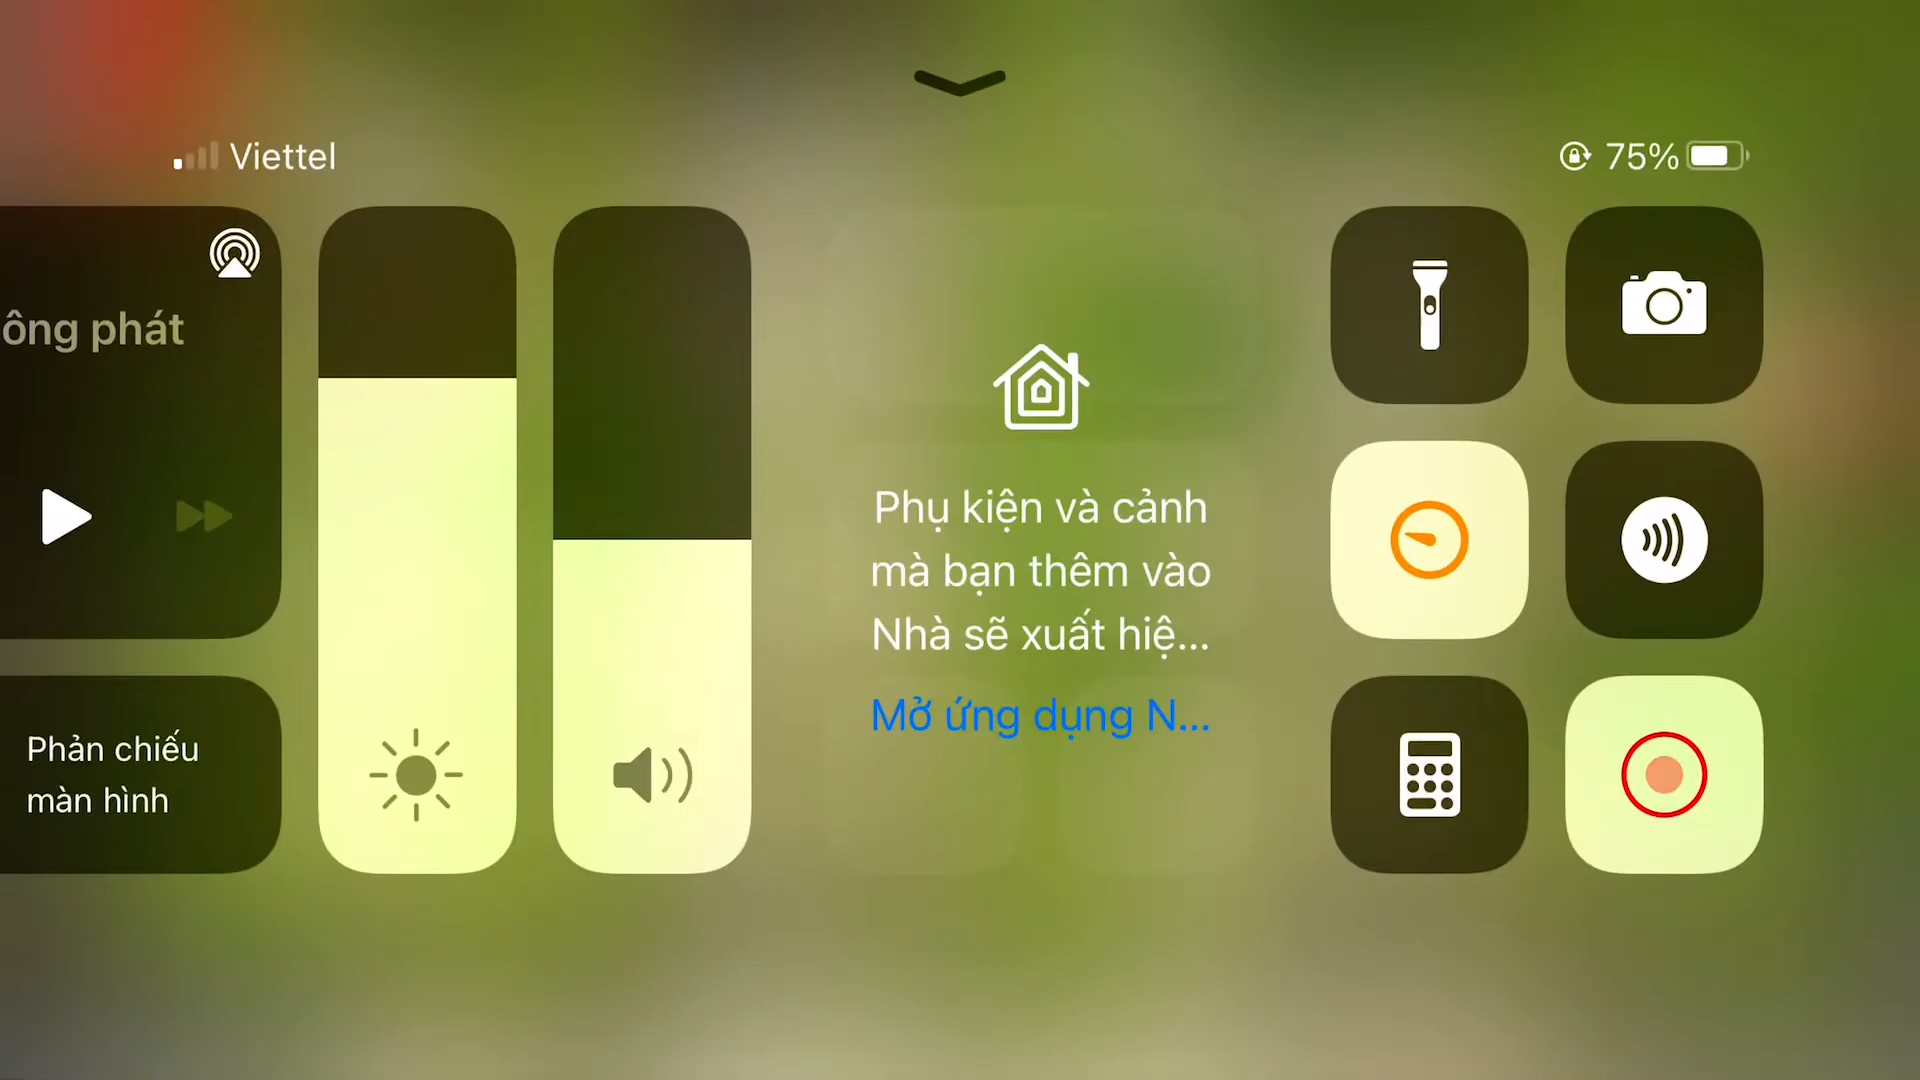 Viettel
75%
ông phát
Phụ kiện và cảnh
mà bạn thêm vào
Nhà sẽ xuất hiệ...
Mở ứng dụng N...
Phản chiếu
màn hình